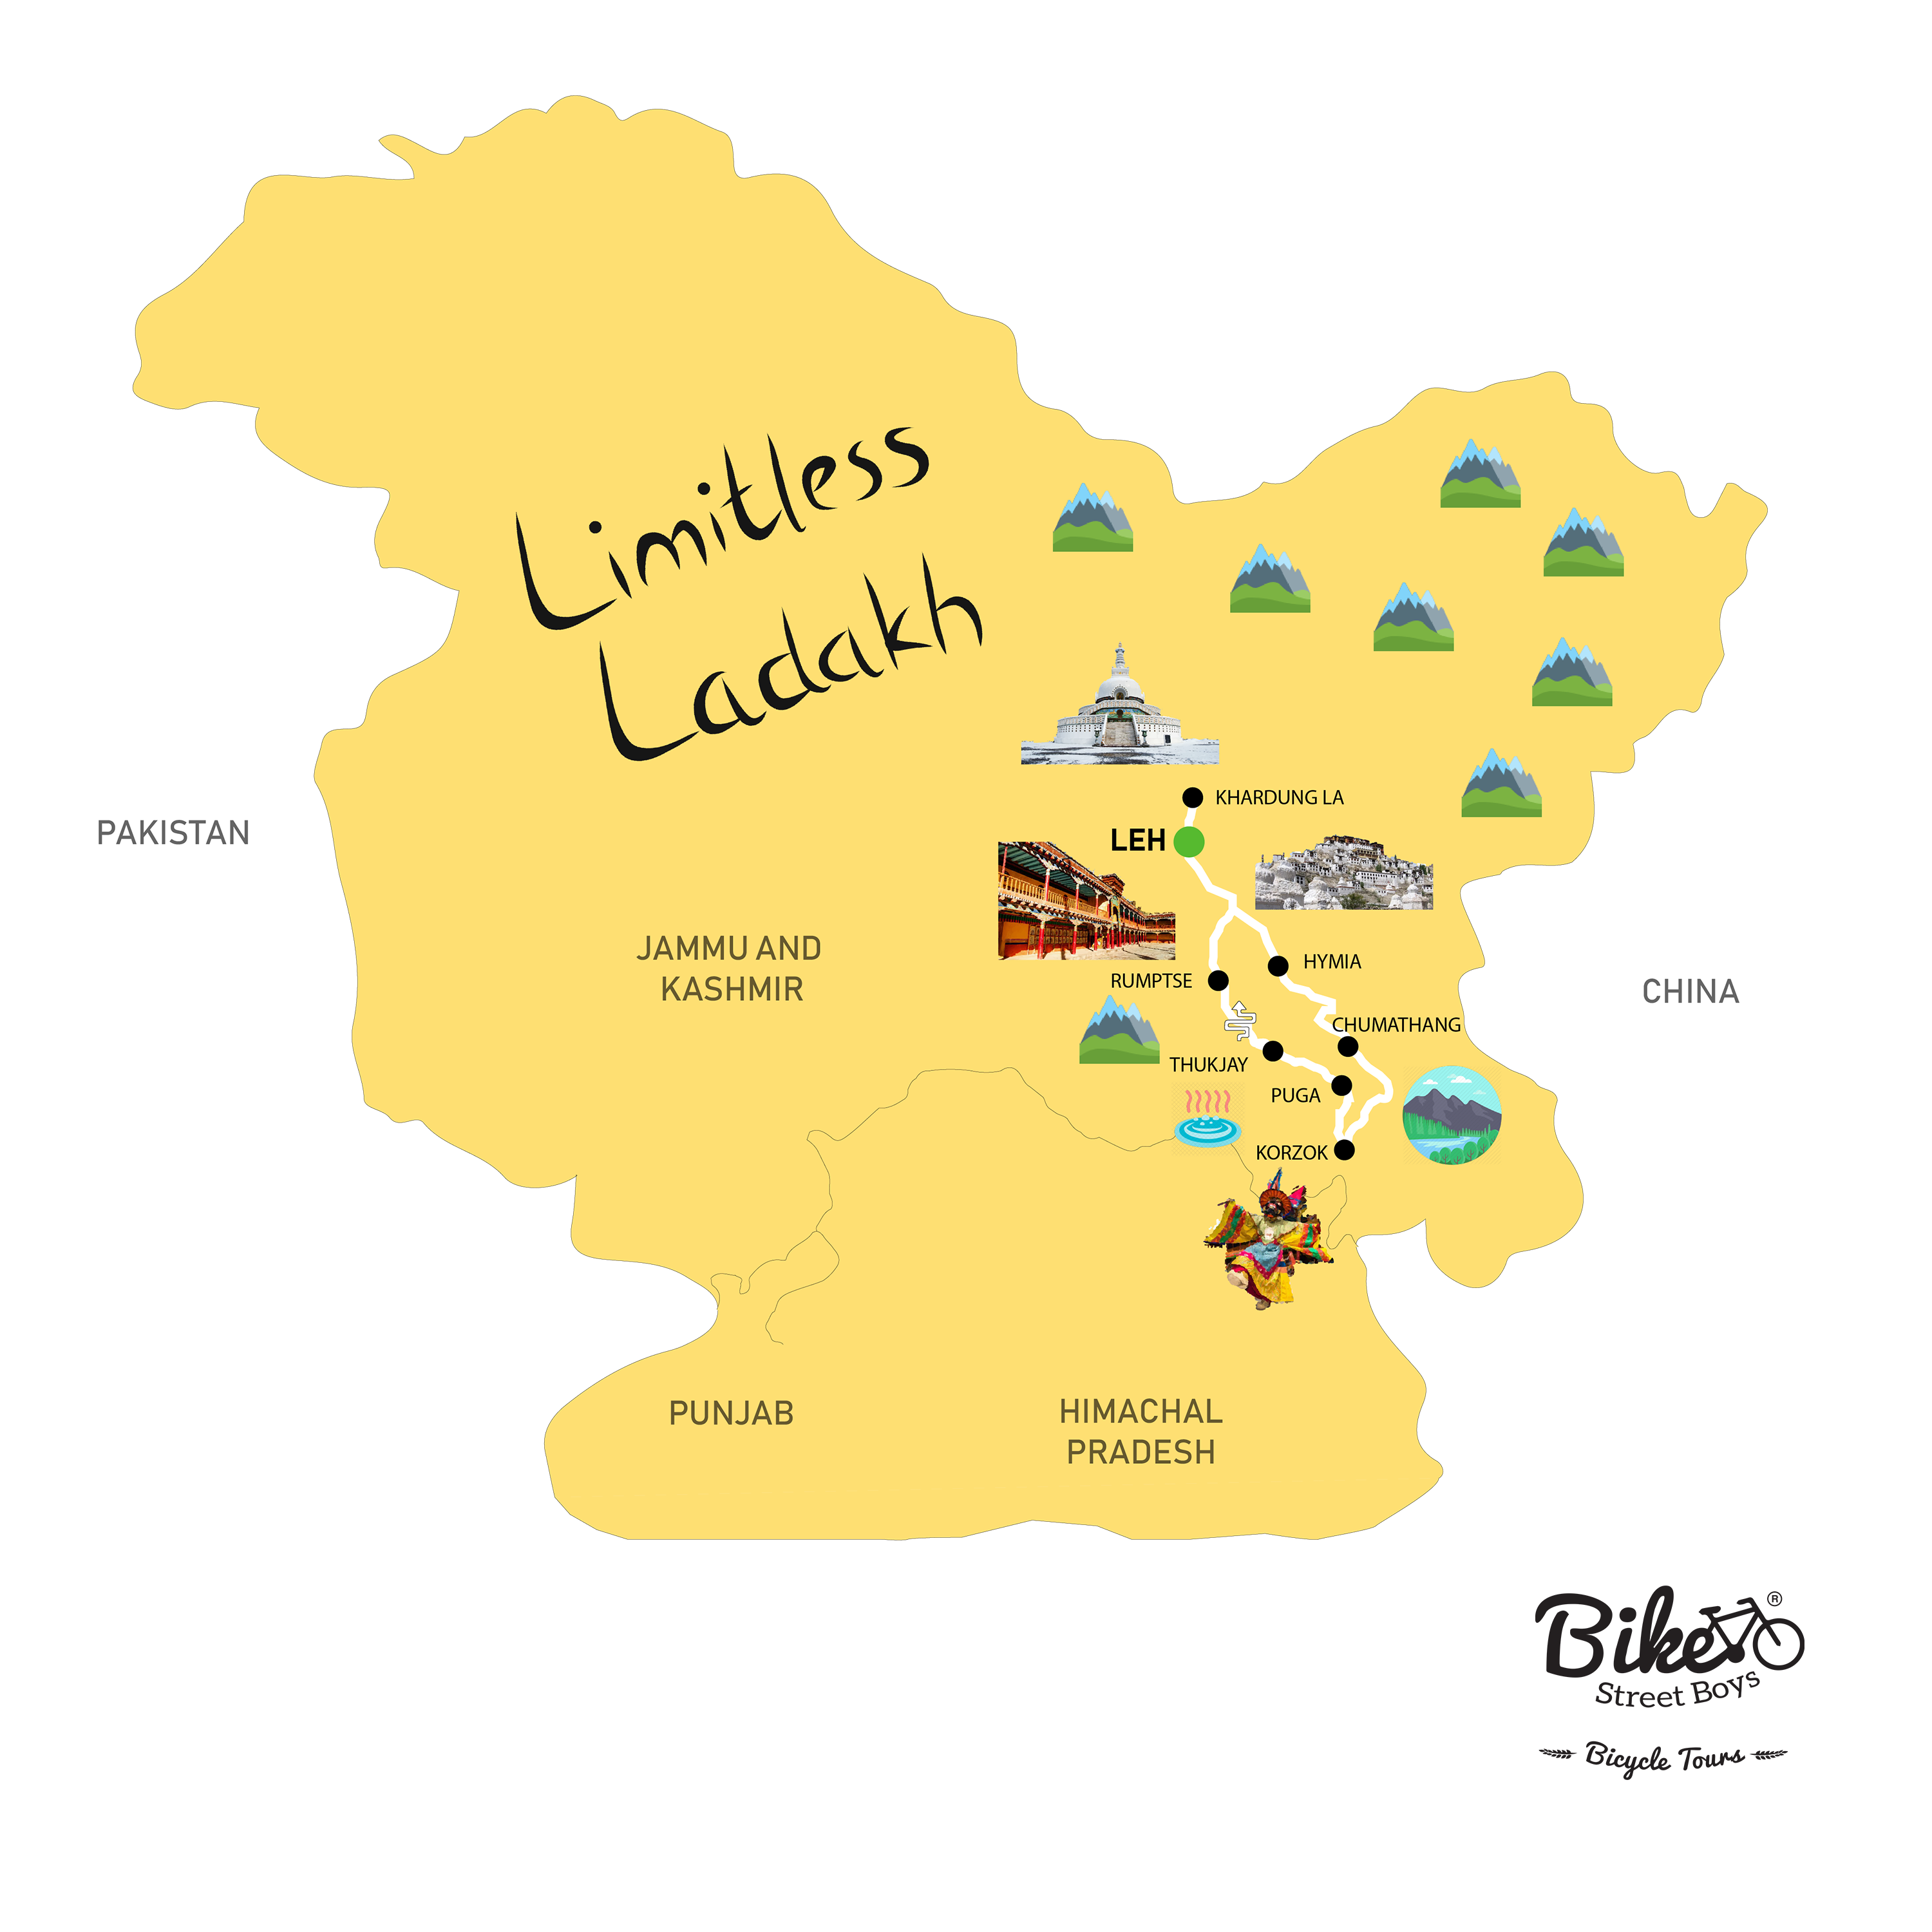 Limitless
Ladakh
KHARDUNG LA
LEH
PAKISTAN
JAMMU AND
KASHMIR
HYMIA
RUMPTSE
CHINA
CHUMATHANG
THUKJAY
PUGA
KORZOK
PUNJAB
HIMACHAL
PRADESH
Bike ®
Street Boys
Bicycle Tours